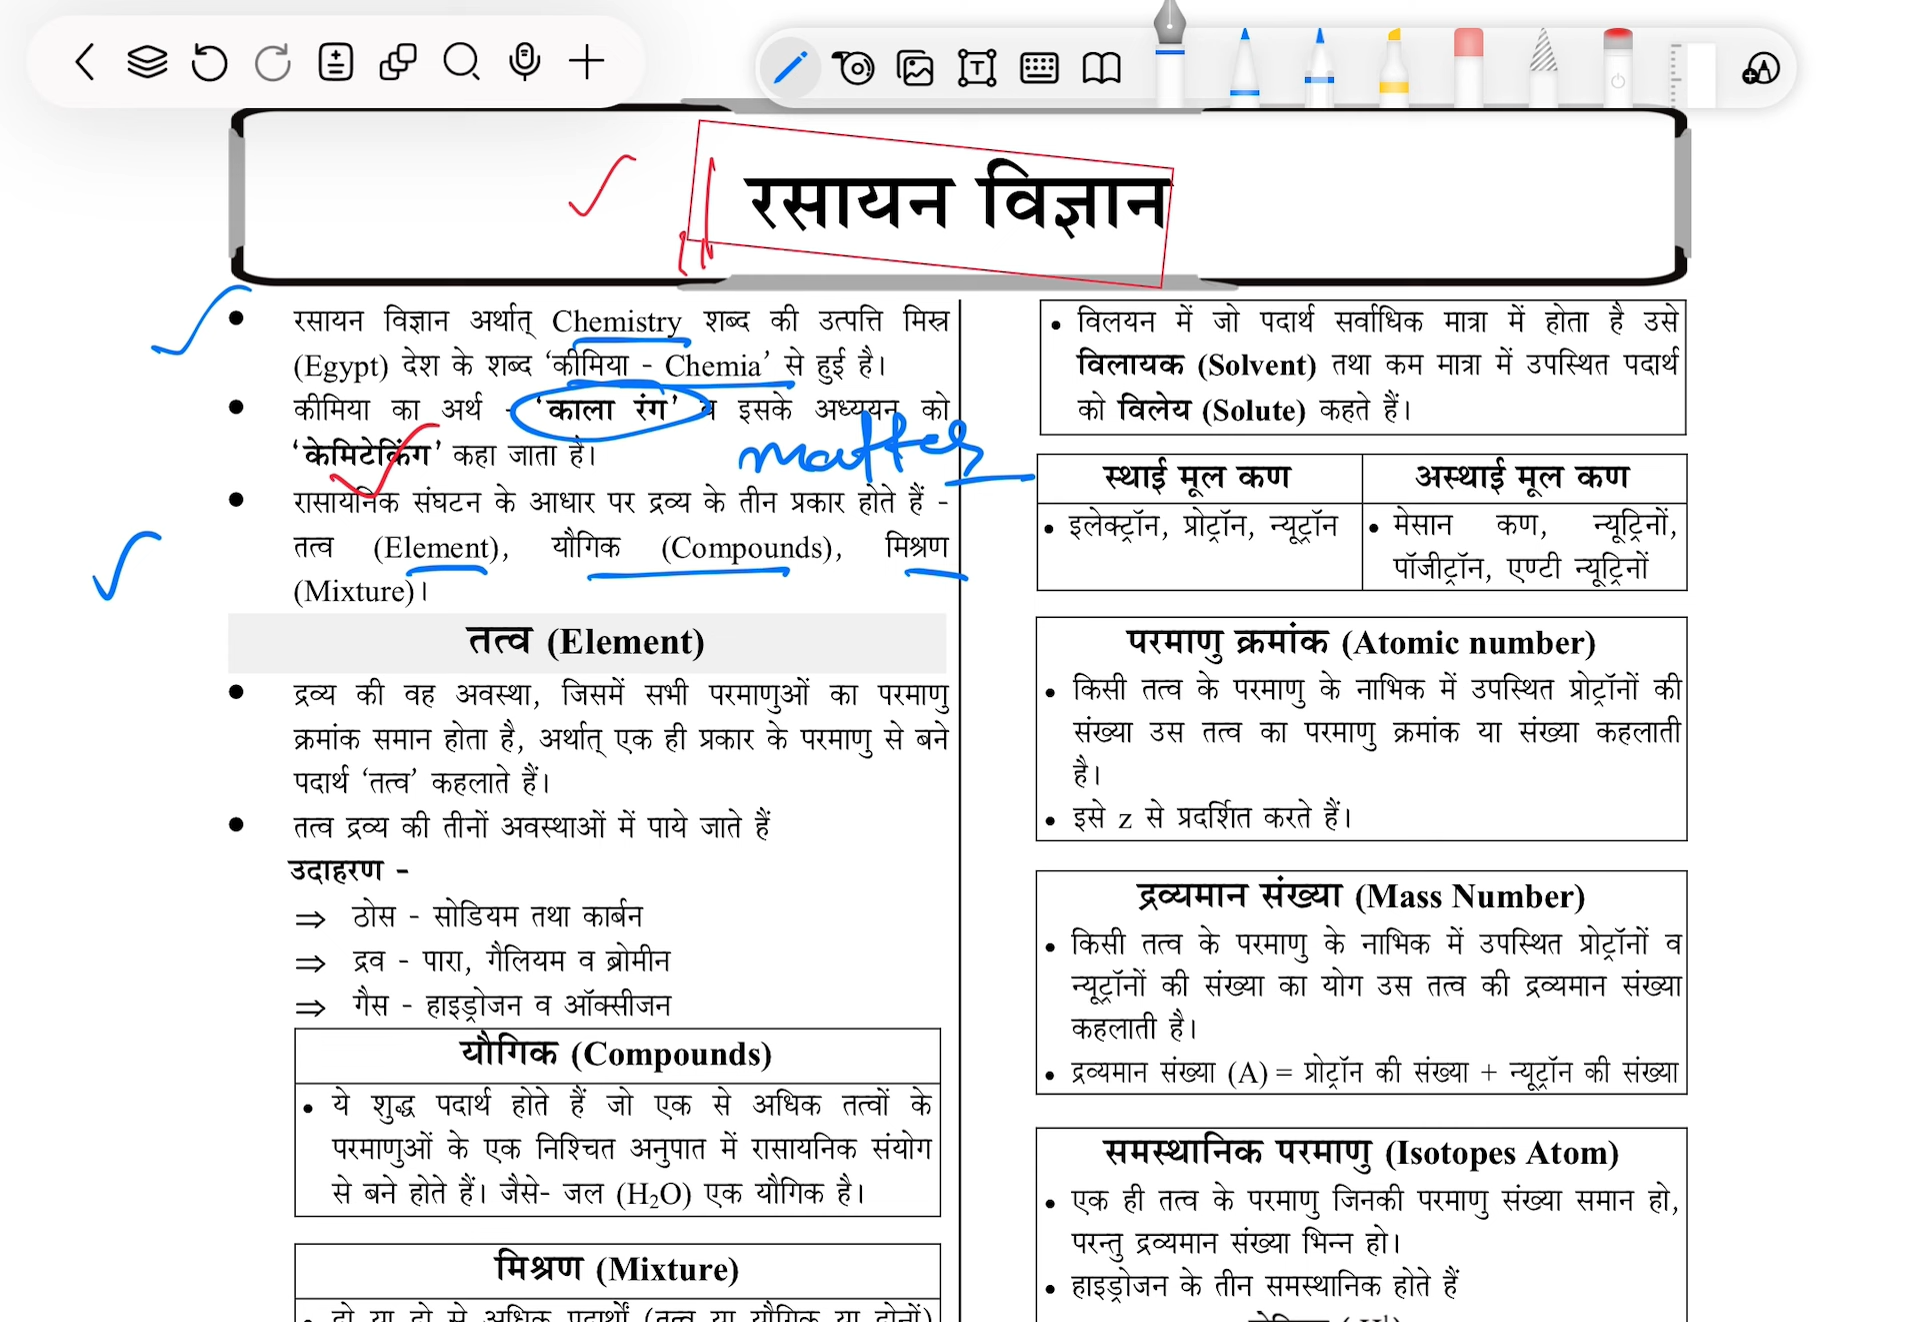 रसायन विज्ञान
रसायन विज्ञान अर्थात् Chemistry शब्द की उत्पत्ति मिस्त्र
(Egypt) देश के शब्द ‘कीमिया - Chemia’ से हुई है।
कीमिया का अर्थ - ‘काला रंग’ व इसके अध्ययन को
‘केमिटेकिंग’ कहा जाता है।
matter
रासायनिक संघटन के आधार पर द्रव्य के तीन प्रकार होते हैं -
तत्व (Element), यौगिक (Compounds), मिश्रण
(Mixture)।
तत्व (Element)
द्रव्य की वह अवस्था, जिसमें सभी परमाणुओं का परमाणु
क्रमांक समान होता है, अर्थात् एक ही प्रकार के परमाणु से बने
पदार्थ ‘तत्व’ कहलाते हैं।
तत्व द्रव्य की तीनों अवस्थाओं में पाये जाते हैं
उदाहरण -
⇒ ठोस - सोडियम तथा कार्बन
⇒ द्रव - पारा, गैलियम व ब्रोमीन
⇒ गैस - हाइड्रोजन व ऑक्सीजन
यौगिक (Compounds)
ये शुद्ध पदार्थ होते हैं जो एक से अधिक तत्वों के
परमाणुओं के एक निश्चित अनुपात में रासायनिक संयोग
से बने होते हैं। जैसे- जल (H₂O) एक यौगिक है।
मिश्रण (Mixture)
दो या दो से अधिक पदार्थों (तत्व या यौगिक या दोनों)
विलयन में जो पदार्थ सर्वाधिक मात्रा में होता है उसे
विलायक (Solvent) तथा कम मात्रा में उपस्थित पदार्थ
को विलेय (Solute) कहते हैं।
स्थाई मूल कण अस्थाई मूल कण
इलेक्ट्रॉन, प्रोट्रॉन, न्यूट्रॉन
मेसान कण, न्यूट्रिनों,
पॉजीट्रॉन, एण्टी न्यूट्रिनों
परमाणु क्रमांक (Atomic number)
किसी तत्व के परमाणु के नाभिक में उपस्थित प्रोट्रॉनों की
संख्या उस तत्व का परमाणु क्रमांक या संख्या कहलाती
है।
इसे z से प्रदर्शित करते हैं।
द्रव्यमान संख्या (Mass Number)
किसी तत्व के परमाणु के नाभिक में उपस्थित प्रोट्रॉनों व
न्यूट्रॉनों की संख्या का योग उस तत्व की द्रव्यमान संख्या
कहलाती है।
द्रव्यमान संख्या (A) = प्रोट्रॉन की संख्या + न्यूट्रॉन की संख्या
समस्थानिक परमाणु (Isotopes Atom)
एक ही तत्व के परमाणु जिनकी परमाणु संख्या समान हो,
परन्तु द्रव्यमान संख्या भिन्न हो।
हाइड्रोजन के तीन समस्थानिक होते हैं